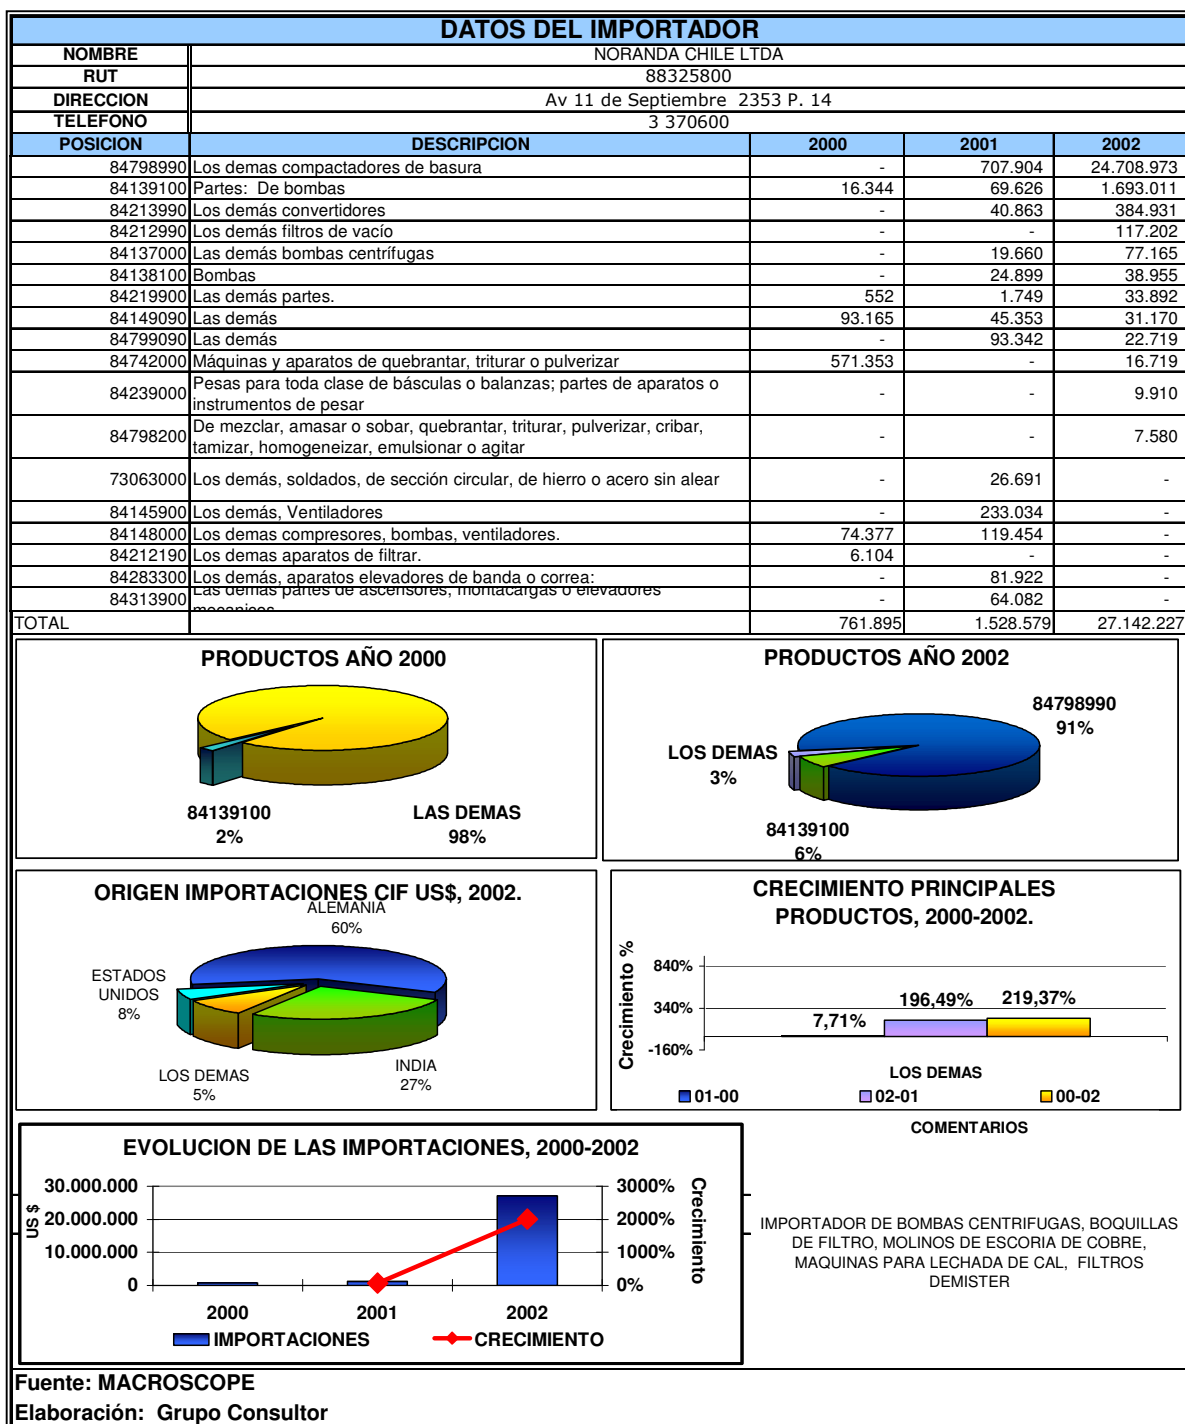 DATOS DEL IMPORTADOR
NOMBRE NORANDA CHILE LTDA
RUT 88325800
DIRECCION Av 11 de Septiembre 2353 P. 14
TELEFONO 3 370600
POSICION DESCRIPCION 2000 2001 2002
84798990 Los demas compactadores de basura - 707.904 24.708.973
84139100 Partes: De bombas 16.344 69.626 1.693.011
84213990 Los demás convertidores - 40.863 384.931
84212990 Los demás filtros de vacío - - 117.202
84137000 Las demás bombas centrífugas - 19.660 77.165
84138100 Bombas - 24.899 38.955
84219900 Las demás partes. 552 1.749 33.892
84149090 Las demás 93.165 45.353 31.170
84799090 Las demás - 93.342 22.719
84742000 Máquinas y aparatos de quebrantar, triturar o pulverizar 571.353 - 16.719
84239000 Pesas para toda clase de básculas o balanzas; partes de aparatos o
instrumentos de pesar - - 9.910
84798200 De mezclar, amasar o sobar, quebrantar, triturar, pulverizar, cribar,
tamizar, homogeneizar, emulsionar o agitar - - 7.580
73063000 Los demás, soldados, de sección circular, de hierro o acero sin alear - 26.691 -
84145900 Los demás, Ventiladores - 233.034 -
84148000 Los demas compresores, bombas, ventiladores. 74.377 119.454 -
84212190 Los demas aparatos de filtrar. 6.104 - -
84283300 Los demás, aparatos elevadores de banda o correa: - 81.922 -
84313900 Las demas partes de ascensores, montacargas o elevadores
mecanicos - 64.082 -
TOTAL 761.895 1.528.579 27.142.227
PRODUCTOS AÑO 2000
84139100
2%
LAS DEMAS
98%
PRODUCTOS AÑO 2002
84798990
91%
LOS DEMAS
3%
84139100
6%
ORIGEN IMPORTACIONES CIF US$, 2002.
ALEMANIA
60%
ESTADOS
UNIDOS
8%
LOS DEMAS
5%
INDIA
27%
CRECIMIENTO PRINCIPALES
PRODUCTOS, 2000-2002.
Crecimiento %
840%
340%
-160%
7,71% 196,49% 219,37%
LOS DEMAS
01-00 02-01 00-02
COMENTARIOS
IMPORTADOR DE BOMBAS CENTRIFUGAS, BOQUILLAS
DE FILTRO, MOLINOS DE ESCORIA DE COBRE,
MAQUINAS PARA LECHADA DE CAL, FILTROS
DEMISTER
EVOLUCION DE LAS IMPORTACIONES, 2000-2002
US $
30.000.000
20.000.000
10.000.000
0
3000%
2000%
1000%
0%
Crecimiento
2000 2001 2002
IMPORTACIONES CRECIMIENTO
Fuente: MACROSCOPE
Elaboración: Grupo Consultor